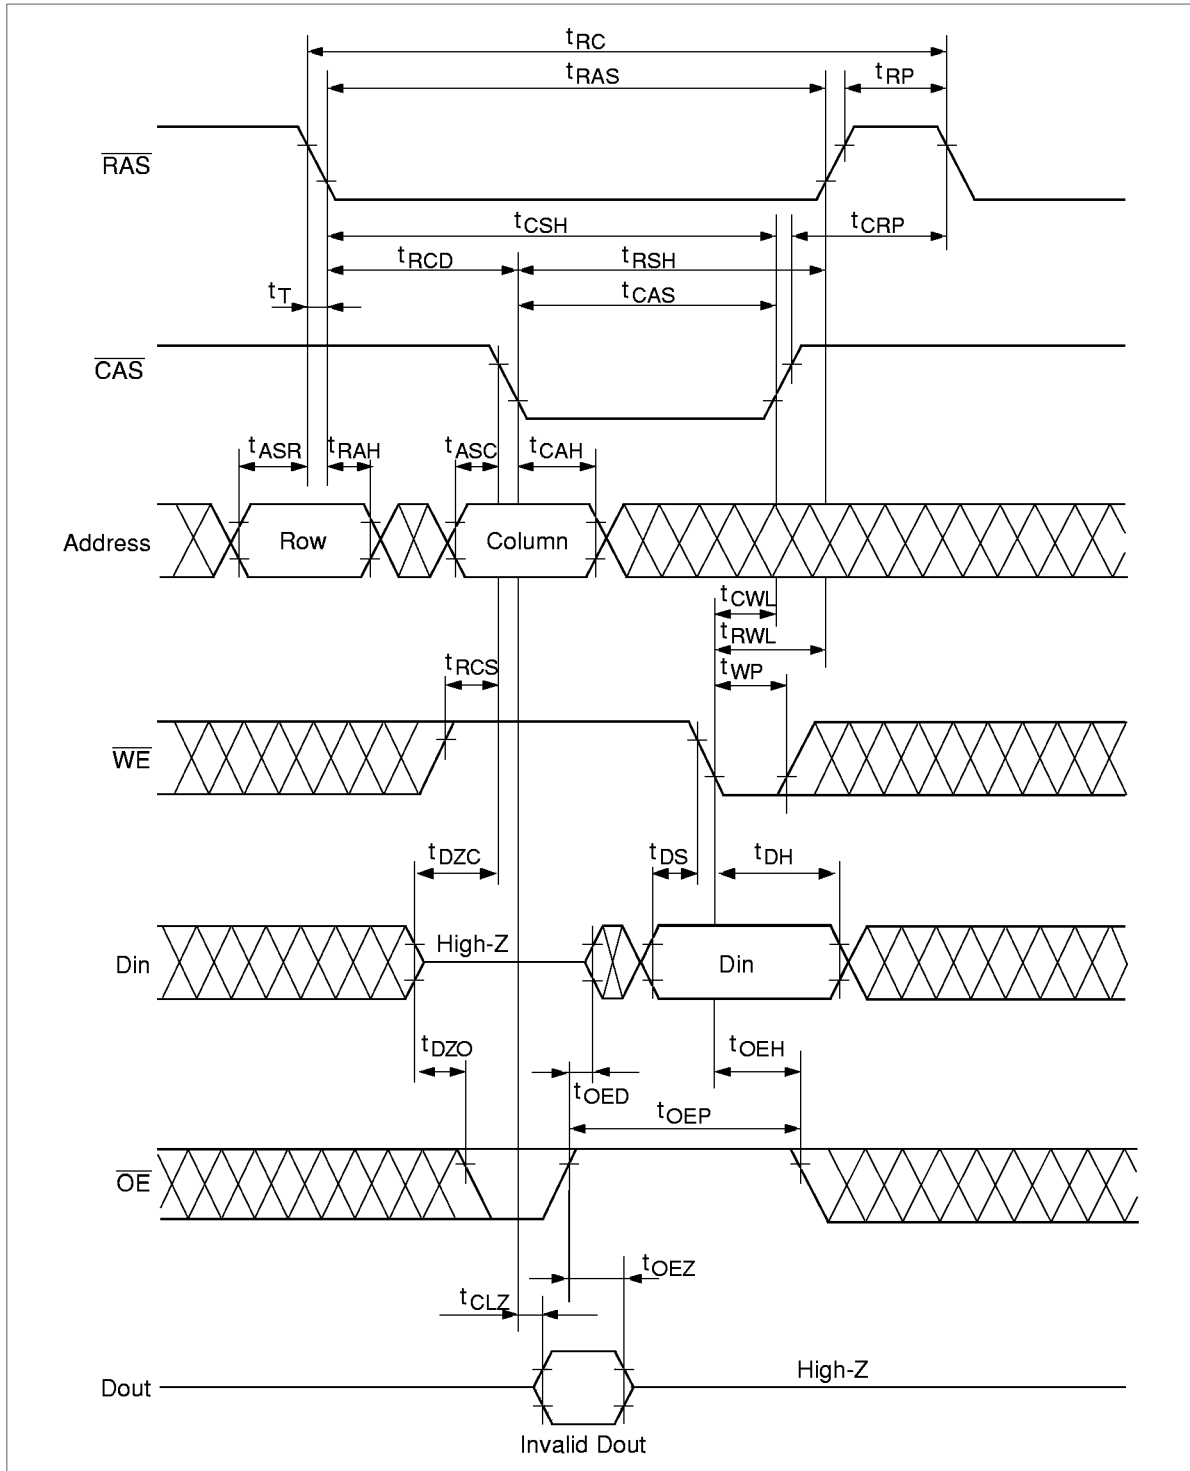 tRC
tRAS
tRP
RAS
tCSH
tCRP
tRCD
tRSH
tT
tCAS
CAS
tASR
tRAH
tASC
tCAH
Address
Row
Column
tCWL
tRWL
tRCS
tWP
WE
tDZC
tDS
tDH
High-Z
Din
Din
tDZO
tOEH
tOED
tOEP
OE
tOEZ
tCLZ
High-Z
Dout
Invalid Dout